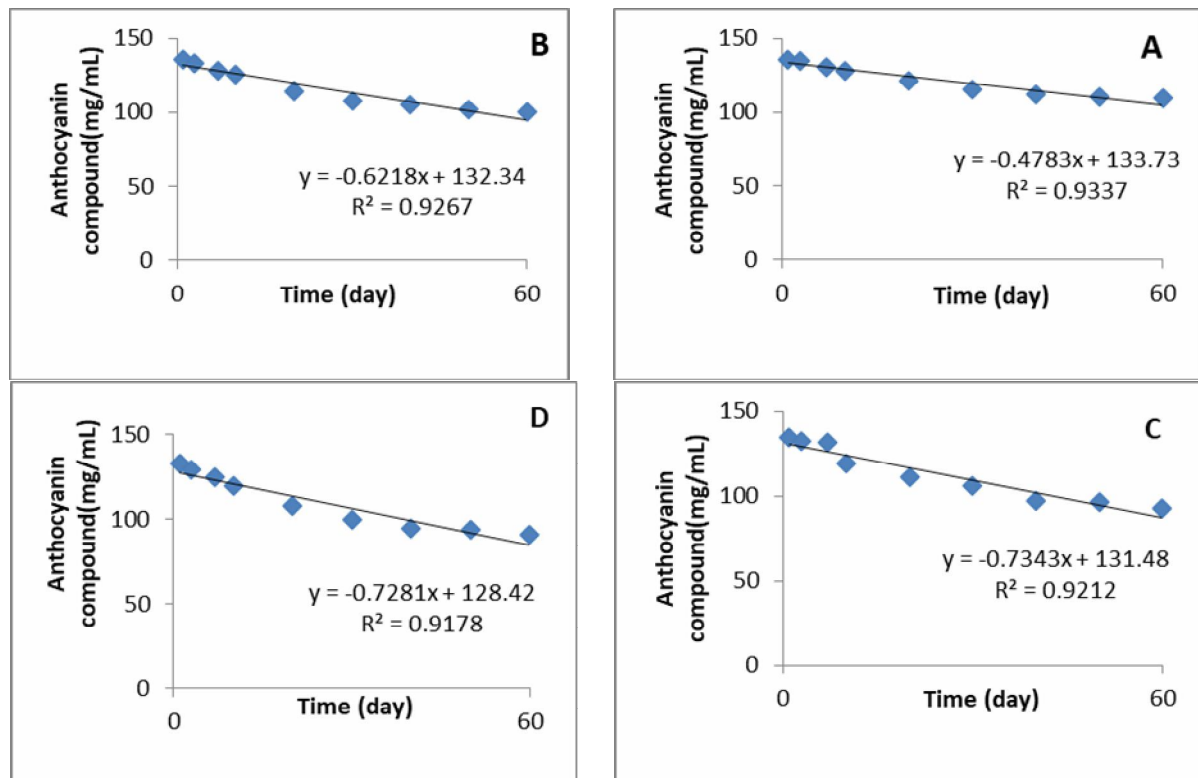 B
Anthocyanin
compound(mg/mL)
150
100
50
0
y = -0.6218x + 132.34
R² = 0.9267
0
Time (day)
60
A
Anthocyanin
compound(mg/mL)
150
100
50
0
y = -0.4783x + 133.73
R² = 0.9337
0
Time (day)
60
D
Anthocyanin
compound(mg/mL)
150
100
50
0
y = -0.7281x + 128.42
R² = 0.9178
0
Time (day)
60
C
Anthocyanin
compound(mg/mL)
150
100
50
0
y = -0.7343x + 131.48
R² = 0.9212
0
Time (day)
60